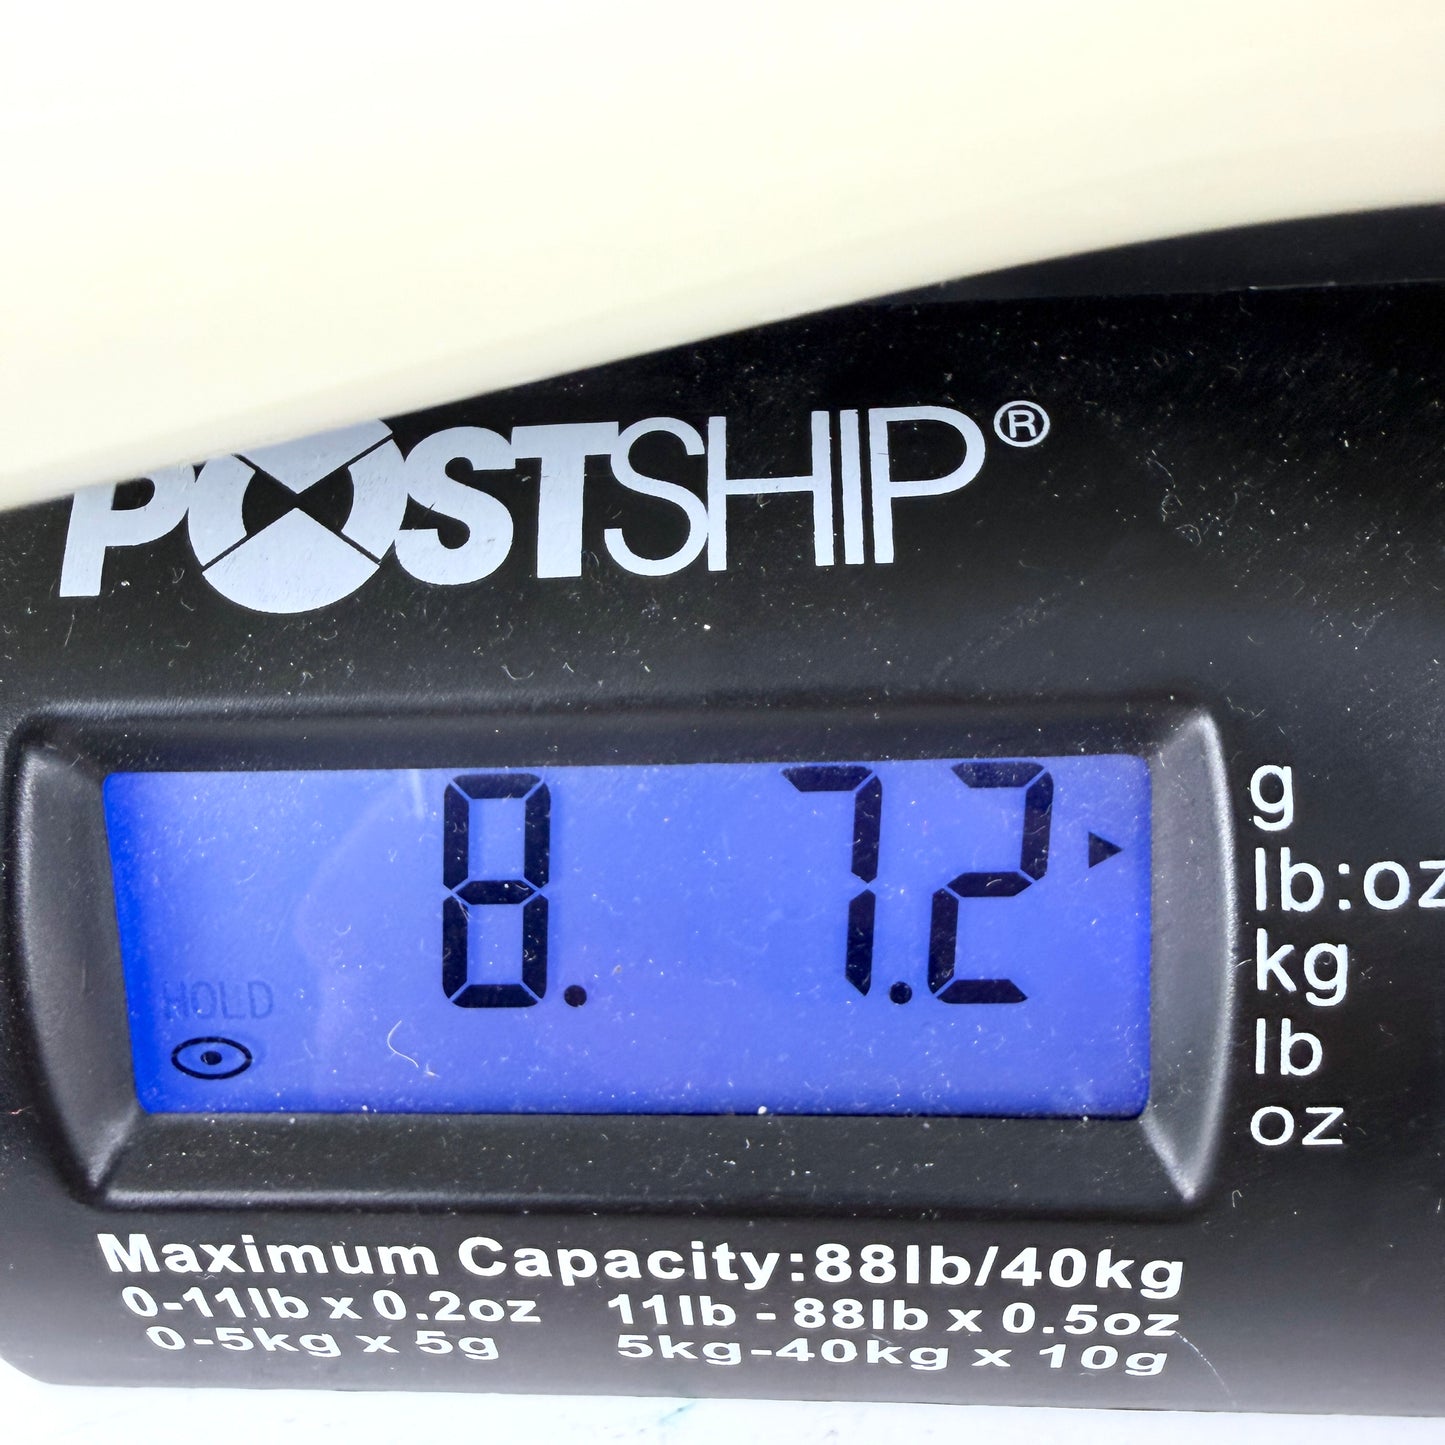 POSTSHIP®
8. 7.2
g
lb:oz
kg
lb
oz
HOLD
Maximum Capacity:88lb/40kg
0-11lb x 0.2oz 11lb - 88lb x 0.5oz
0-5kg x 5g 5kg-40kg x 10g